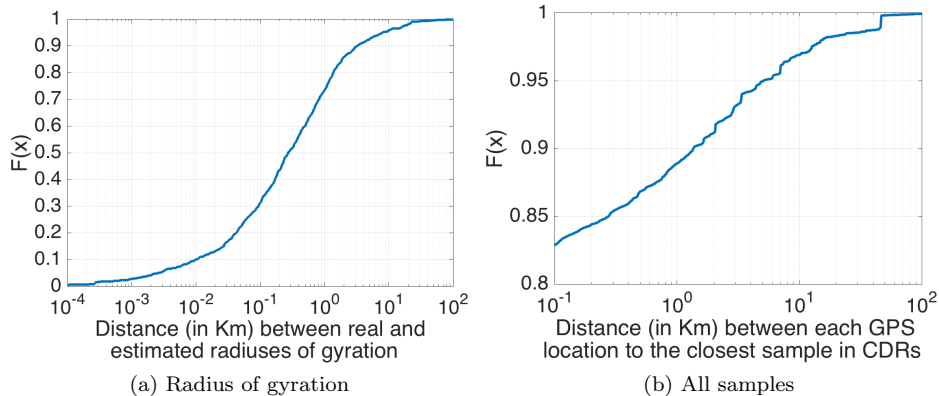 1
0.9
0.8
0.7
0.6
0.5
0.4
0.3
0.2
0.1
0
F(x)
10^-4 10^-3 10^-2 10^-1 10^0 10^1 10^2
Distance (in Km) between real and
estimated radiuses of gyration
(a) Radius of gyration
1
0.95
0.9
0.85
0.8
F(x)
10^-1 10^0 10^1 10^2
Distance (in Km) between each GPS
location to the closest sample in CDRs
(b) All samples